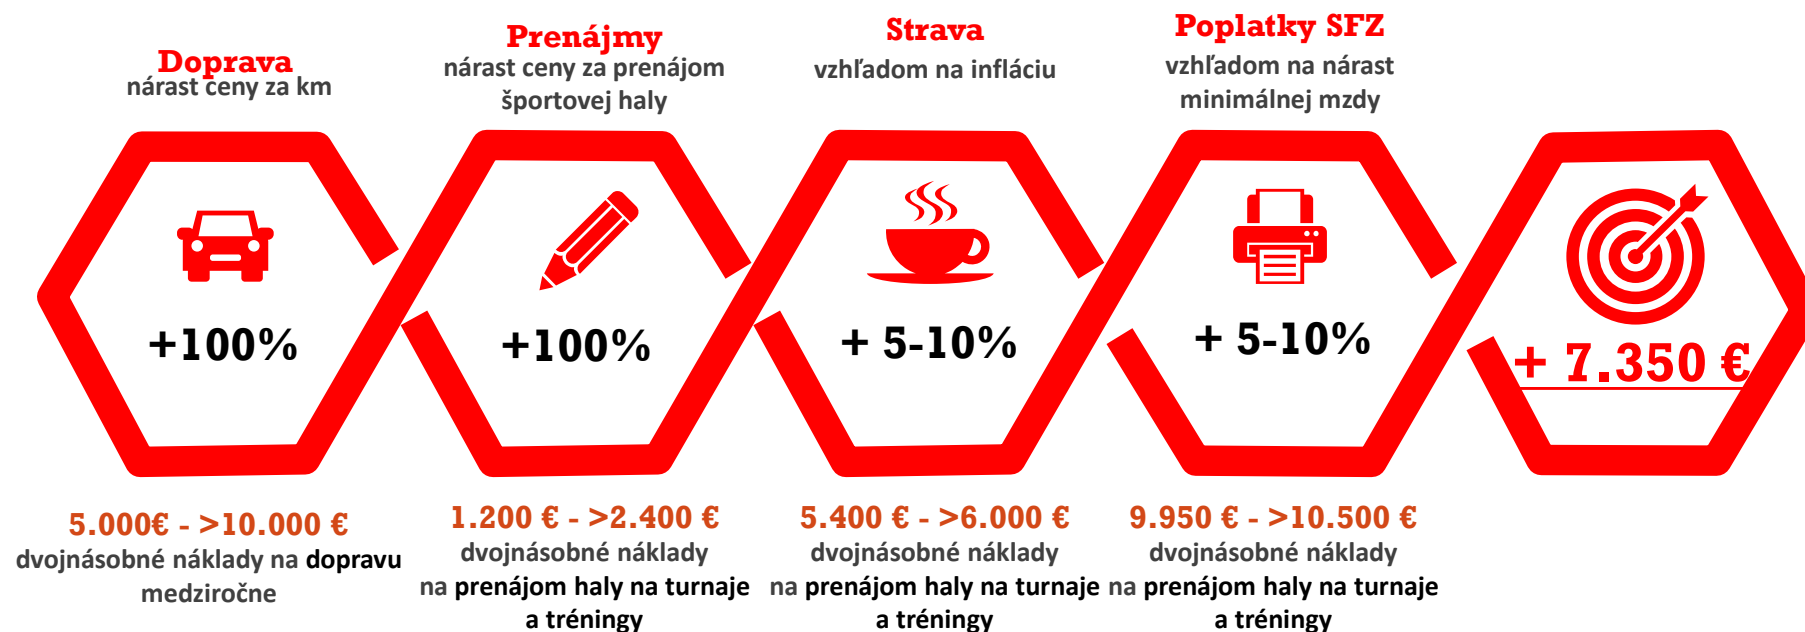 Doprava
nárast ceny za km
Prenájmy
nárast ceny za prenájom
športovej haly
Strava
vzhľadom na infláciu
Poplatky SFZ
vzhľadom na nárast
minimálnej mzdy
+100%
+100%
+ 5-10%
+ 5-10%
+ 7.350 €
5.000€ - >10.000 €
dvojnásobné náklady na dopravu
medziročne
1.200 € - >2.400 €
dvojnásobné náklady
na prenájom haly na turnaje
a tréningy
5.400 € - >6.000 €
dvojnásobné náklady
na prenájom haly na turnaje
a tréningy
9.950 € - >10.500 €
dvojnásobné náklady
na prenájom haly na turnaje
a tréningy